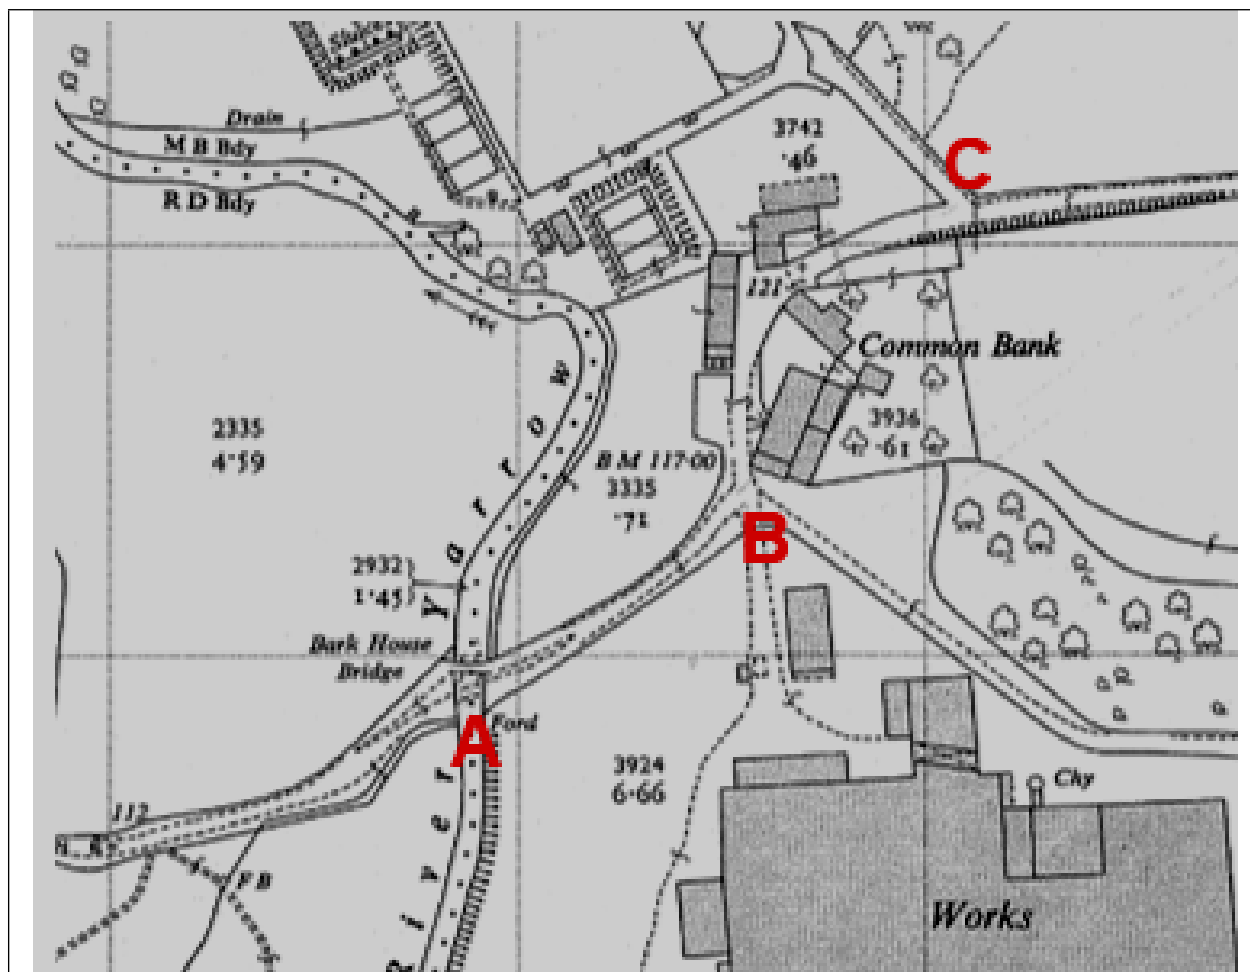 Drain
M B Bdy
R D Bdy
3742
·46
C
121
Common Bank
3936
·61
2335
4·59
B M 117·00
3335
·71
B
2932
1·45
River Yarrow
Bark House
Bridge
Ford
A
3924
6·66
112
F B
Chy
Works